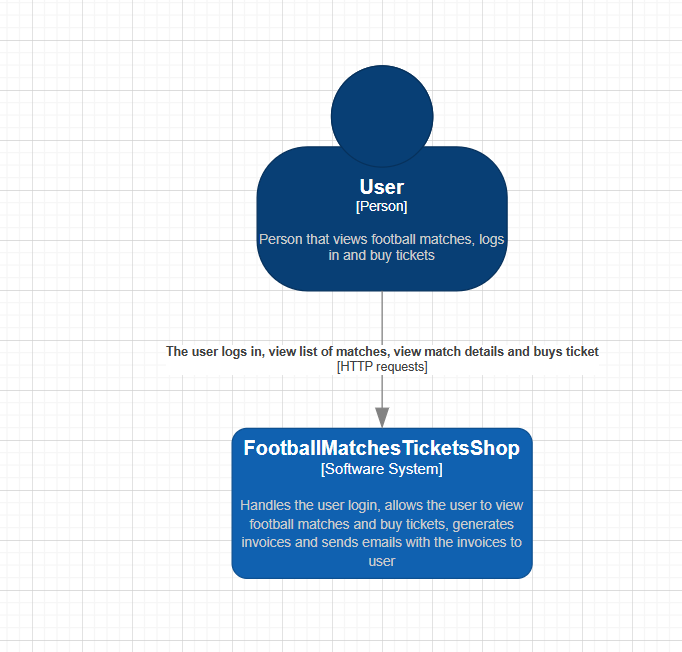 User
[Person]
Person that views football matches, logs
in and buy tickets
The user logs in, view list of matches, view match details and buys ticket
[HTTP requests]
FootballMatchesTicketsShop
[Software System]
Handles the user login, allows the user to view
football matches and buy tickets, generates
invoices and sends emails with the invoices to
user